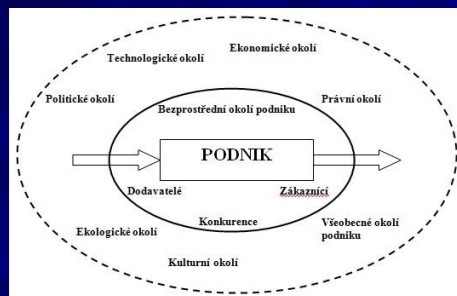 Ekonomické okolí
Technologické okolí
Politické okolí
Právní okolí
Bezprostřední okolí podniku
PODNIK
Dodavatelé
Zákazníci
Konkurence
Všeobecné okolí
podniku
Ekologické okolí
Kulturní okolí